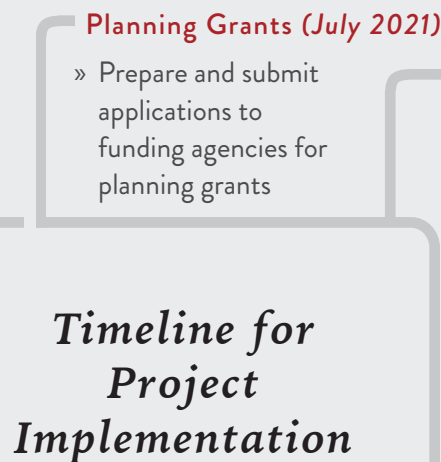 Planning Grants (July 2021)
» Prepare and submit
applications to
funding agencies for
planning grants
Timeline for
Project
Implementation